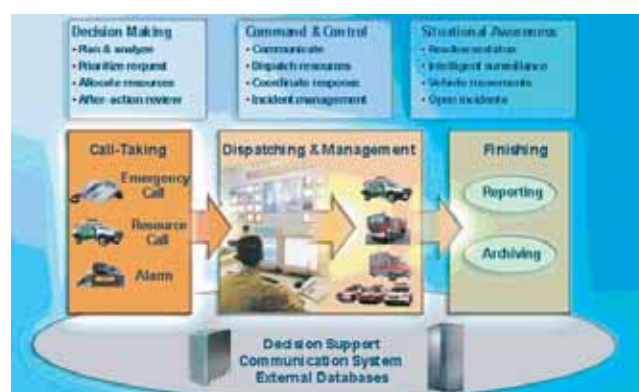 Decision Making
• Plan & analyze
• Prioritize request
• Allocate resources
• After-action review
Command & Control
• Communicate
• Dispatch resources
• Coordinate response
• Incident management
Situational Awareness
• Readiness status
• Intelligent surveillance
• Vehicle movements
• Open incidents
Call-Taking
Emergency
Call
Resource
Call
Alarm
Dispatching & Management
Finishing
Reporting
Archiving
Decision Support
Communication System
External Databases